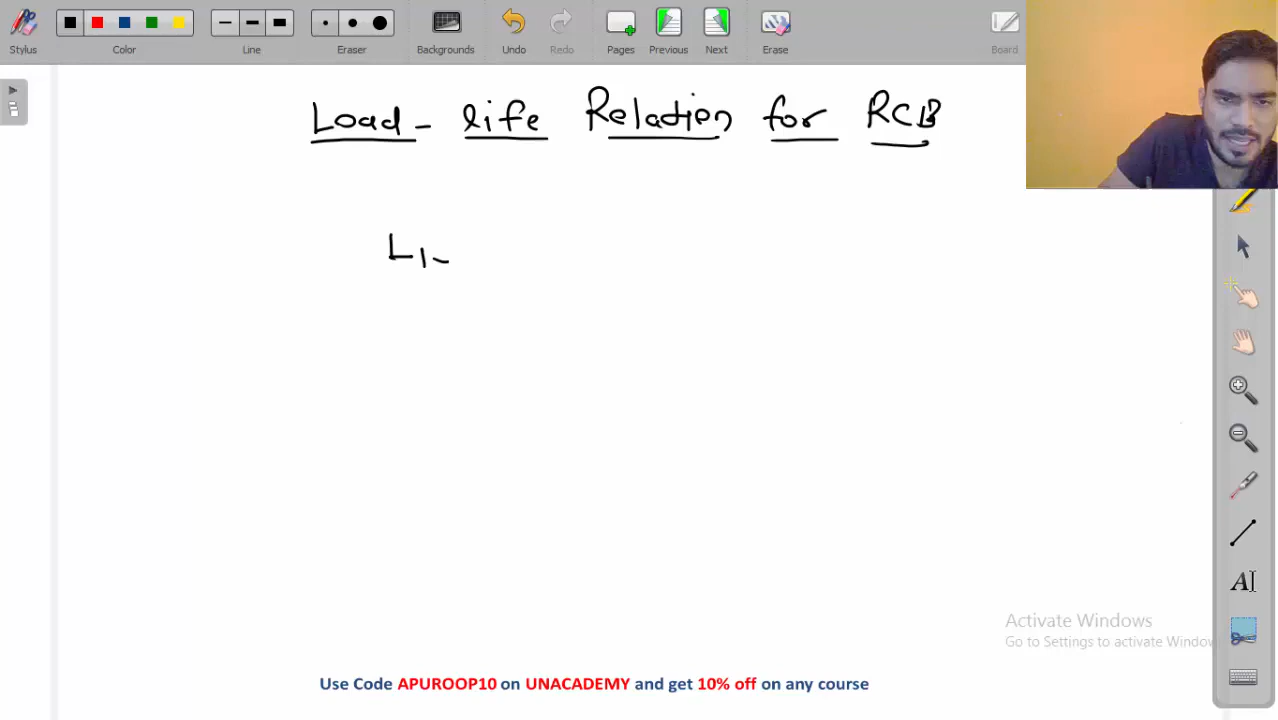 Stylus Color Line Eraser Backgrounds Undo Redo Pages Previous Next Erase Board
Load - life Relation for RCB
L1-
Activate Windows
Go to Settings to activate Window
Use Code APUROOP10 on UNACADEMY and get 10% off on any course